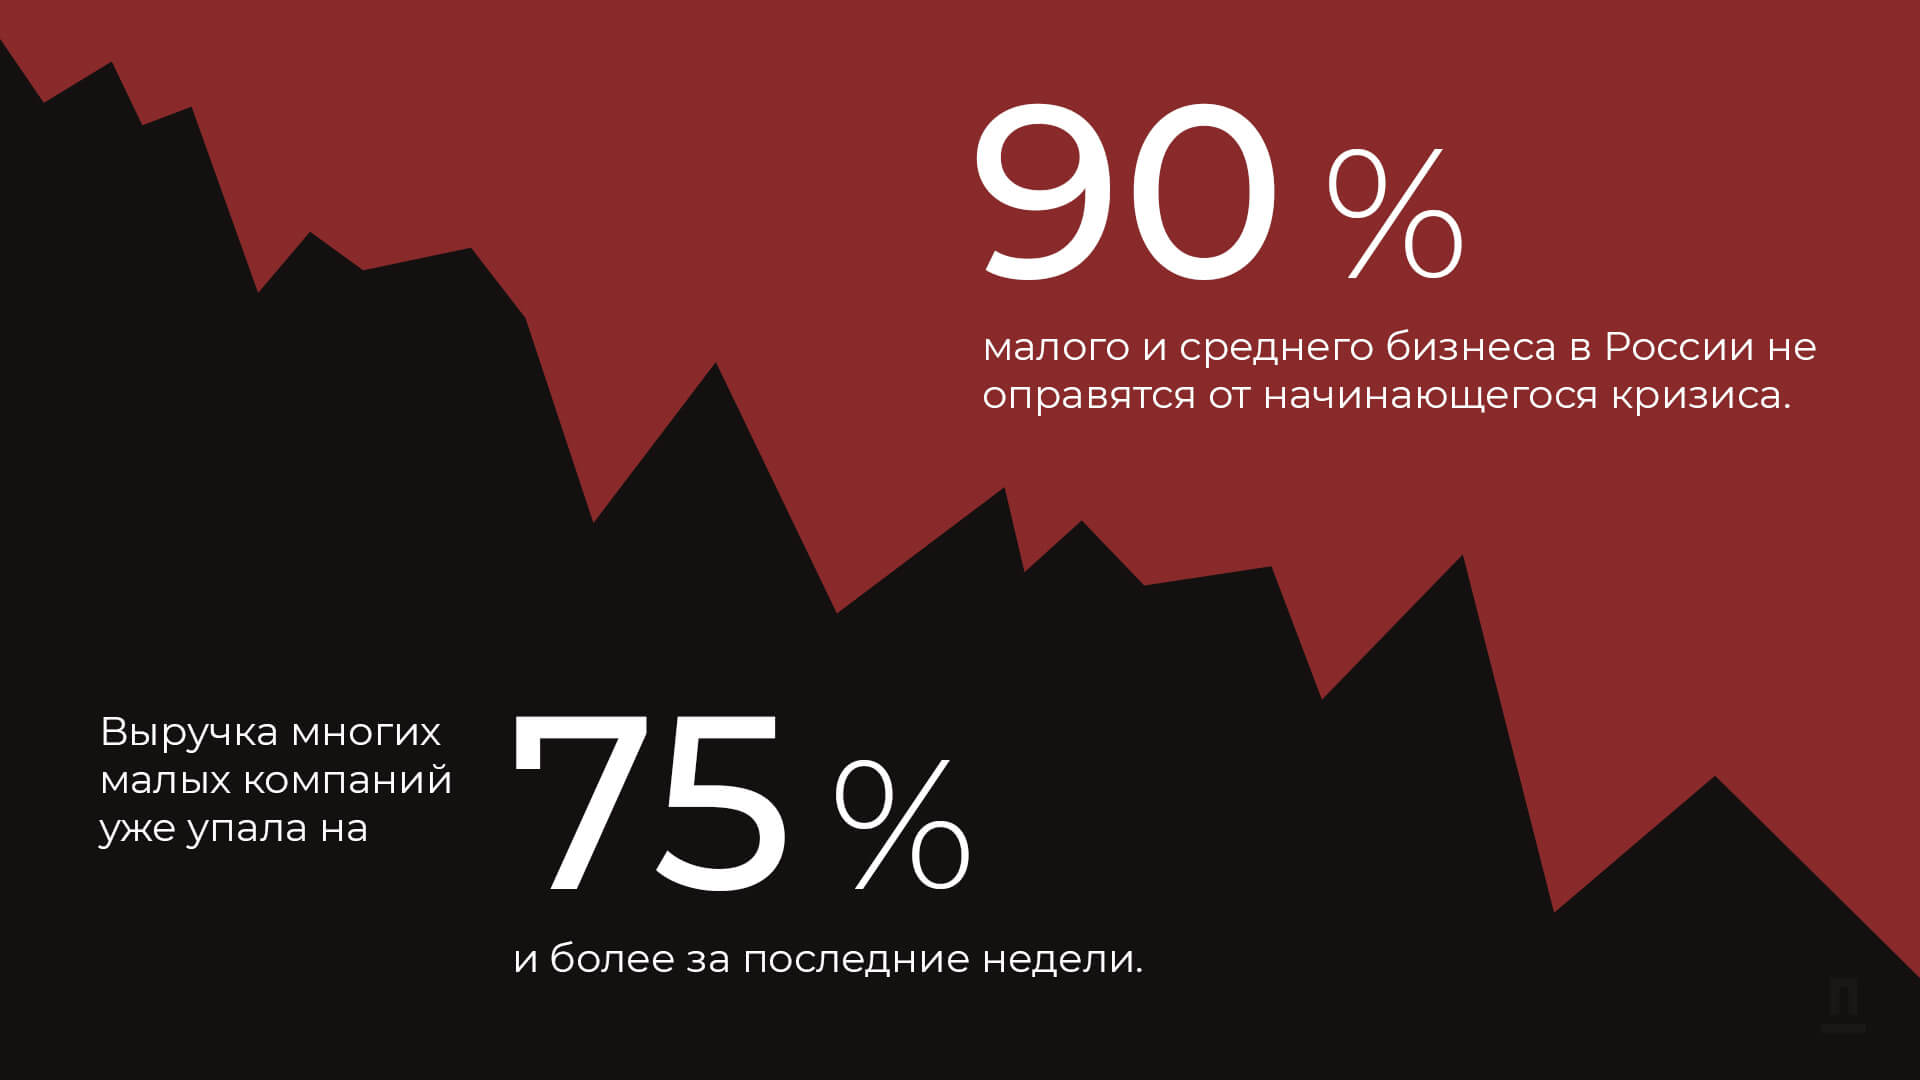 90 %
малого и среднего бизнеса в России не
оправятся от начинающегося кризиса.
Выручка многих
малых компаний
уже упала на
75 %
и более за последние недели.
n